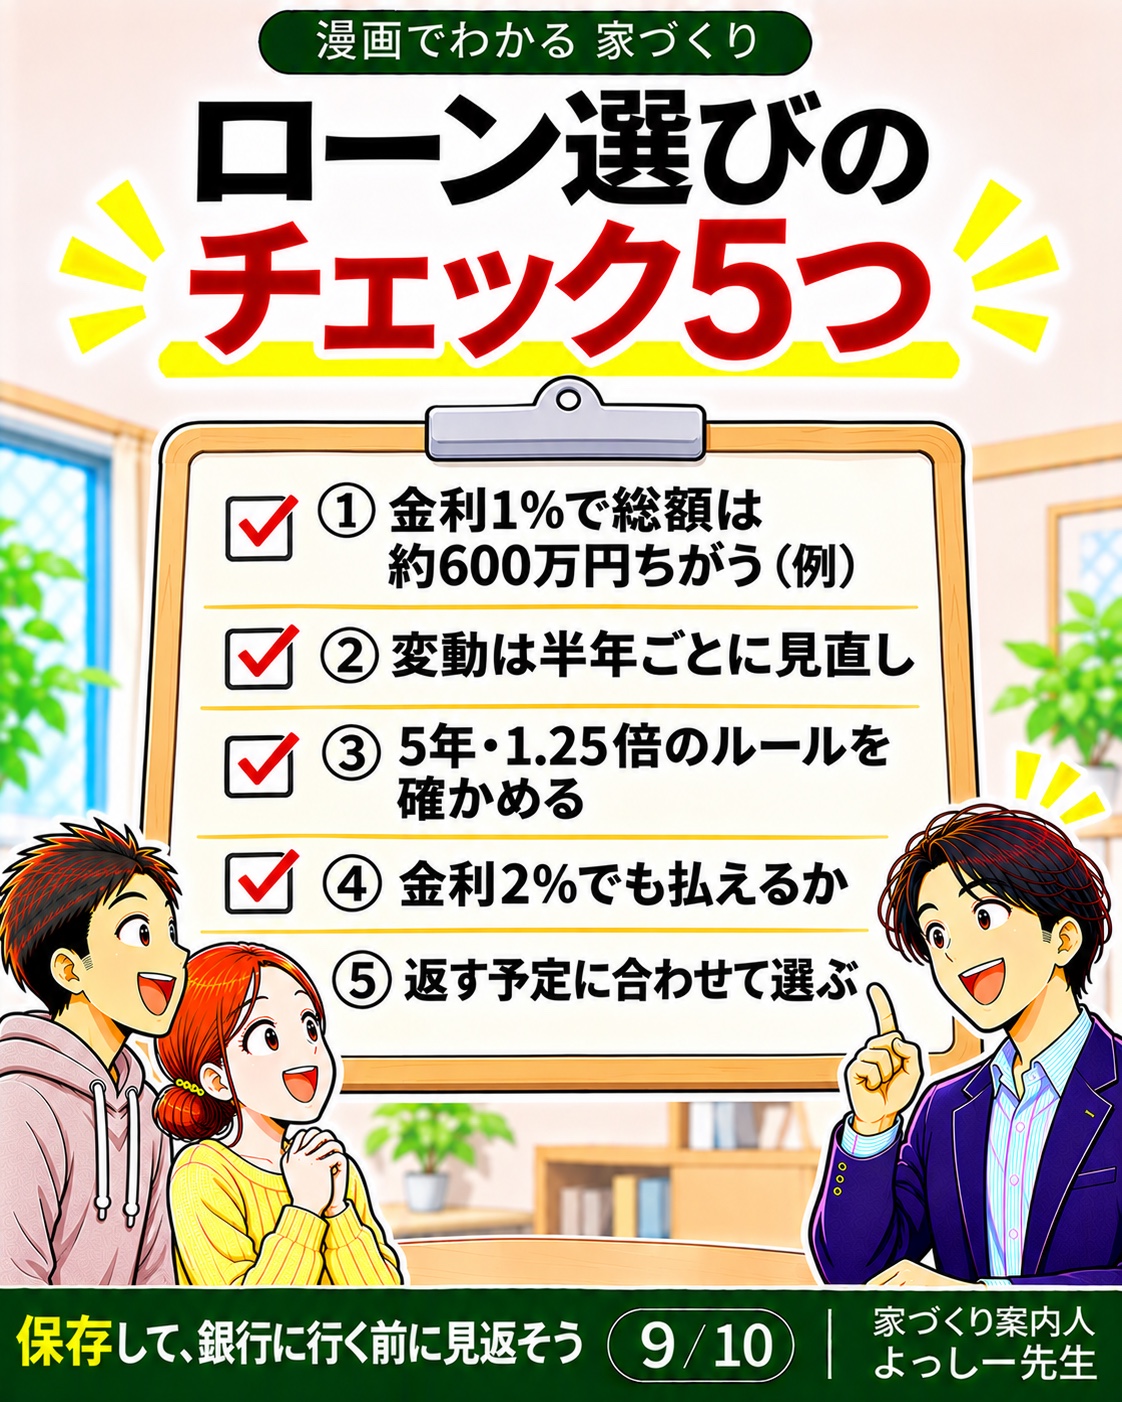 漫画でわかる 家づくり
ローン選びの
チェック5つ
① 金利1%で総額は
約600万円ちがう（例）
② 変動は半年ごとに見直し
③ 5年・1.25倍のルールを
確かめる
④ 金利2%でも払えるか
⑤ 返す予定に合わせて選ぶ
保存して、銀行に行く前に見返そう
9/10
家づくり案内人
よっしー先生